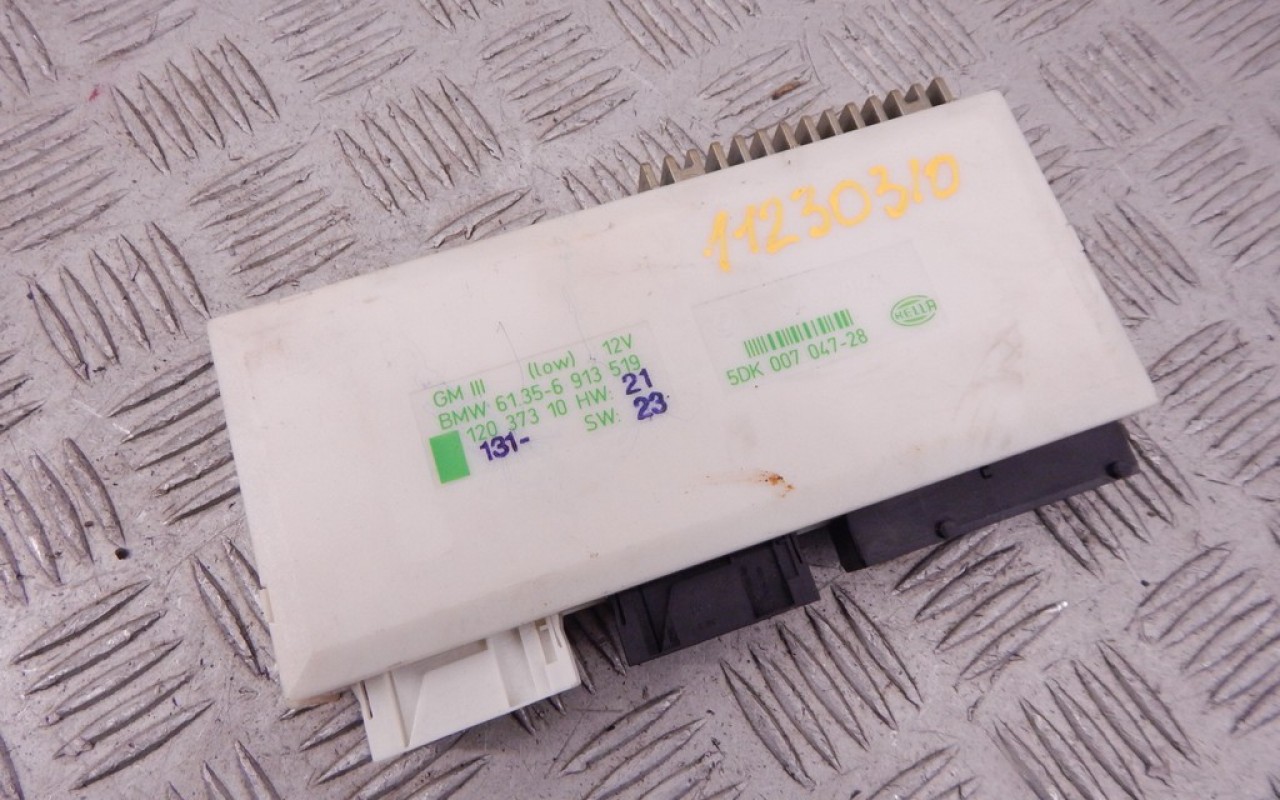 11230310
GM III (low) 12V
BMW: 61.35-6 913 519
120 373 10 HW: 21
131- SW: 23
5DK 007 047-28
HELLA